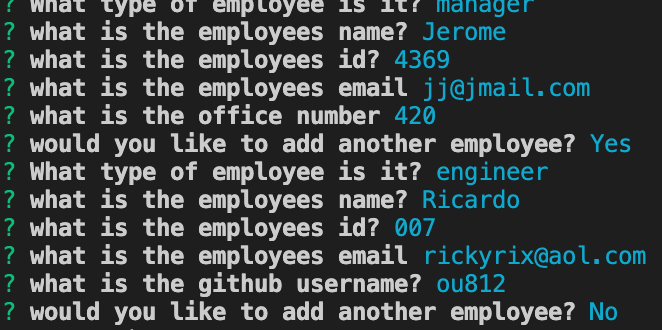 ? What type of employee is it? manager
? what is the employees name? Jerome
? what is the employees id? 4369
? what is the employees email jj@jmail.com
? what is the office number 420
? would you like to add another employee? Yes
? What type of employee is it? engineer
? what is the employees name? Ricardo
? what is the employees id? 007
? what is the employees email rickyrix@aol.com
? what is the github username? ou812
? would you like to add another employee? No